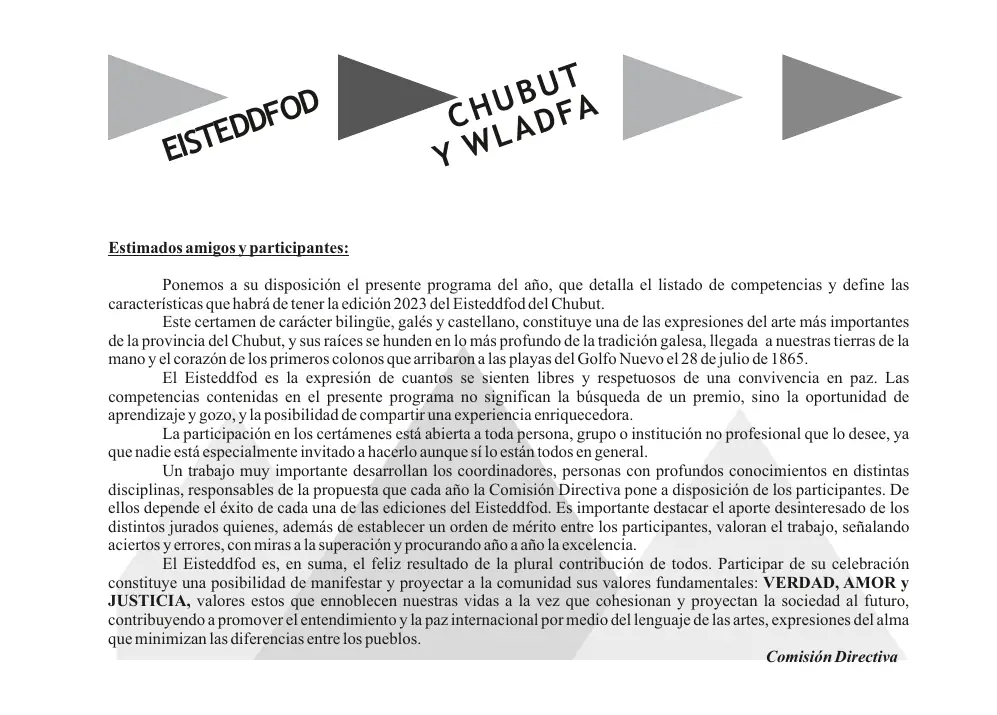 EISTEDDFOD
CHUBUT
Y WLADFA
Estimados amigos y participantes:
Ponemos a su disposición el presente programa del año, que detalla el listado de competencias y define las
características que habrá de tener la edición 2023 del Eisteddfod del Chubut.
Este certamen de carácter bilingüe, galés y castellano, constituye una de las expresiones del arte más importantes
de la provincia del Chubut, y sus raíces se hunden en lo más profundo de la tradición galesa, llegada a nuestras tierras de la
mano y el corazón de los primeros colonos que arribaron a las playas del Golfo Nuevo el 28 de julio de 1865.
El Eisteddfod es la expresión de cuantos se sienten libres y respetuosos de una convivencia en paz. Las
competencias contenidas en el presente programa no significan la búsqueda de un premio, sino la oportunidad de
aprendizaje y gozo, y la posibilidad de compartir una experiencia enriquecedora.
La participación en los certámenes está abierta a toda persona, grupo o institución no profesional que lo desee, ya
que nadie está especialmente invitado a hacerlo aunque sí lo están todos en general.
Un trabajo muy importante desarrollan los coordinadores, personas con profundos conocimientos en distintas
disciplinas, responsables de la propuesta que cada año la Comisión Directiva pone a disposición de los participantes. De
ellos depende el éxito de cada una de las ediciones del Eisteddfod. Es importante destacar el aporte desinteresado de los
distintos jurados quienes, además de establecer un orden de mérito entre los participantes, valoran el trabajo, señalando
aciertos y errores, con miras a la superación y procurando año a año la excelencia.
El Eisteddfod es, en suma, el feliz resultado de la plural contribución de todos. Participar de su celebración
constituye una posibilidad de manifestar y proyectar a la comunidad sus valores fundamentales: VERDAD, AMOR y
JUSTICIA, valores estos que ennoblecen nuestras vidas a la vez que cohesionan y proyectan la sociedad al futuro,
contribuyendo a promover el entendimiento y la paz internacional por medio del lenguaje de las artes, expresiones del alma
que minimizan las diferencias entre los pueblos.
Comisión Directiva